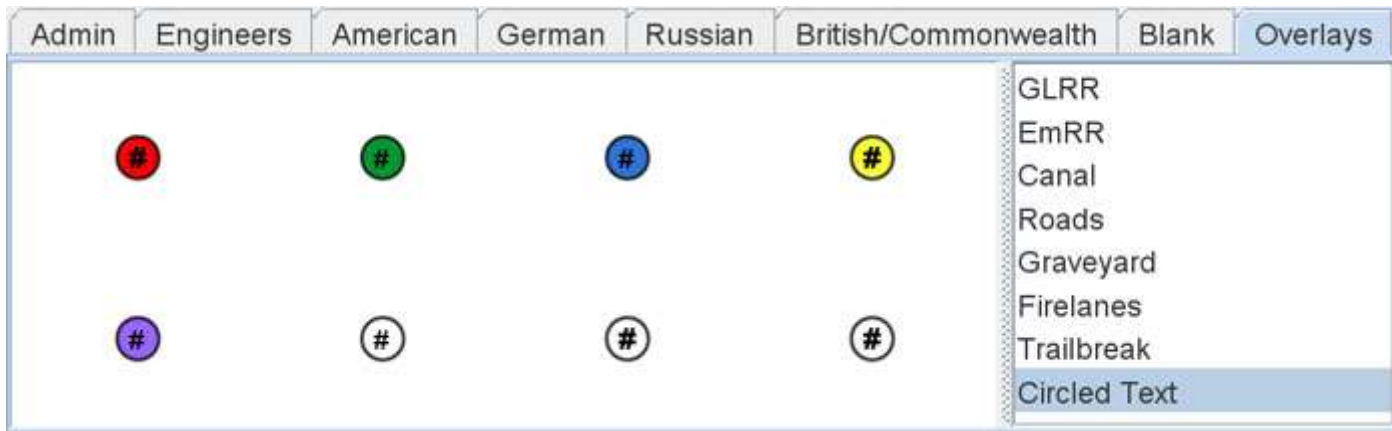 Admin Engineers American German Russian British/Commonwealth Blank Overlays
# # # #
# # # #
GLRR
EmRR
Canal
Roads
Graveyard
Firelanes
Trailbreak
Circled Text